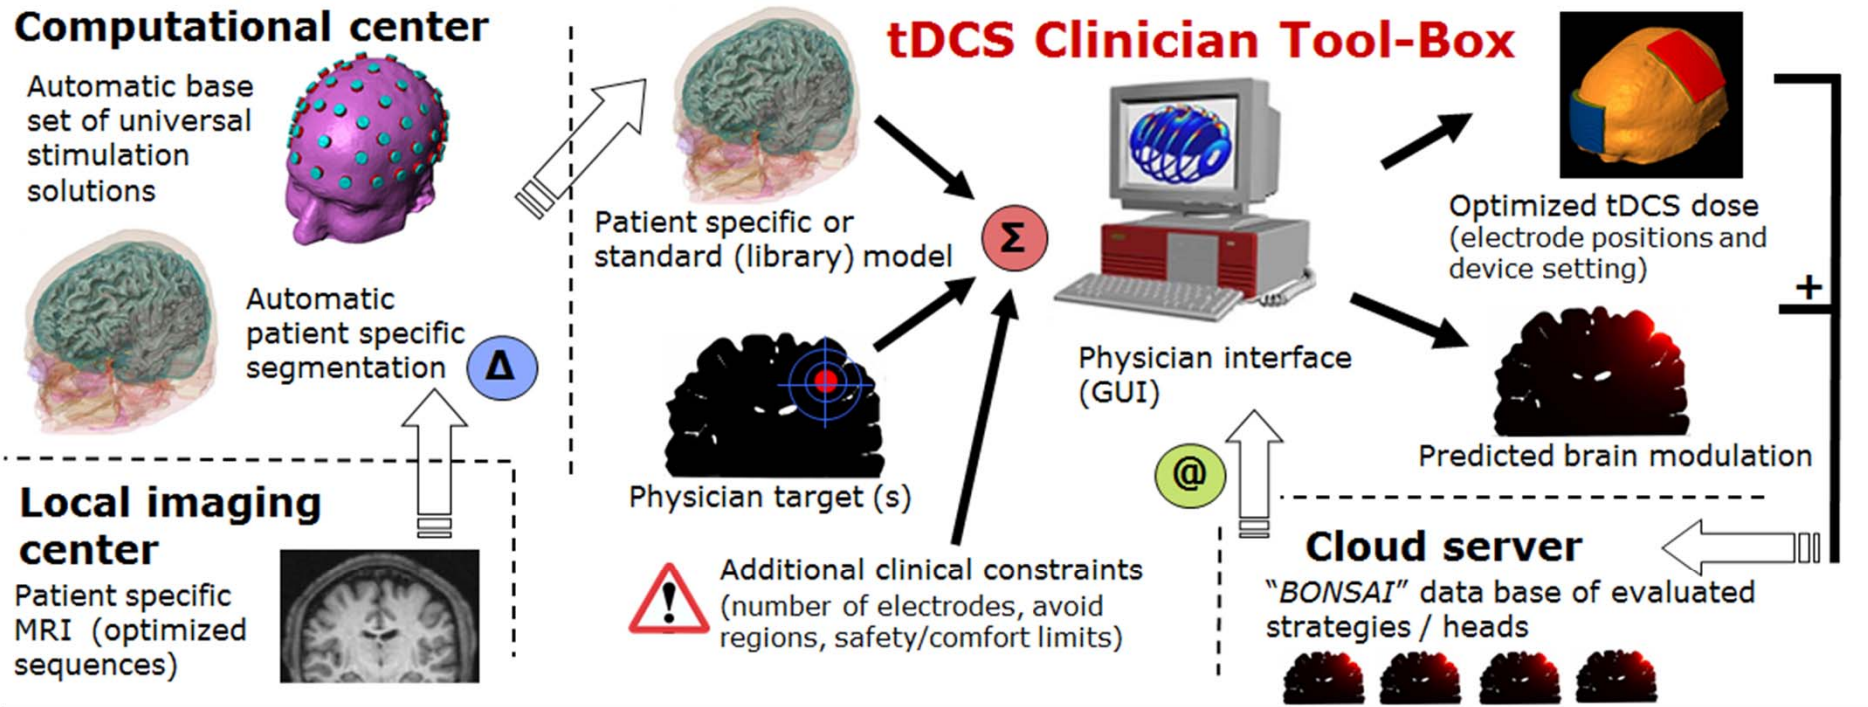 Computational center
Automatic base
set of universal
stimulation
solutions
Automatic
patient specific
segmentation
Δ
Local imaging
center
Patient specific
MRI (optimized
sequences)
tDCS Clinician Tool-Box
Patient specific or
standard (library) model
Σ
Physician target (s)
Additional clinical constraints
(number of electrodes, avoid
regions, safety/comfort limits)
Physician interface
(GUI)
@
Optimized tDCS dose
(electrode positions and
device setting)
+
Predicted brain modulation
Cloud server
“BONSAI” data base of evaluated
strategies / heads